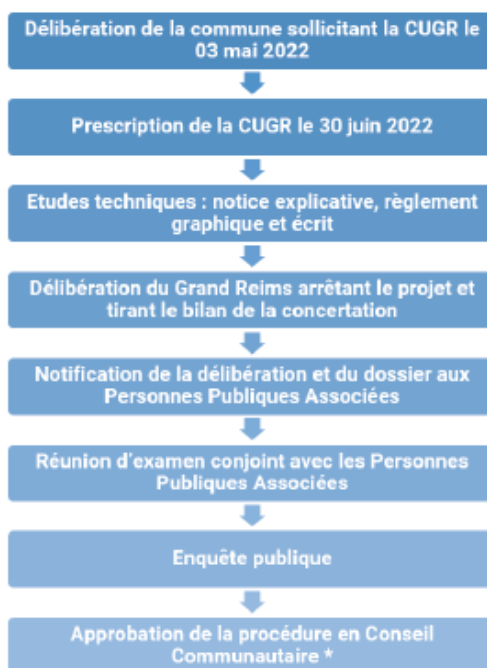 Délibération de la commune sollicitant la CUGR le
03 mai 2022
Prescription de la CUGR le 30 juin 2022
Etudes techniques : notice explicative, règlement
graphique et écrit
Délibération du Grand Reims arrêtant le projet et
tirant le bilan de la concertation
Notification de la délibération et du dossier aux
Personnes Publiques Associées
Réunion d'examen conjoint avec les Personnes
Publiques Associées
Enquête publique
Approbation de la procédure en Conseil
Communautaire *